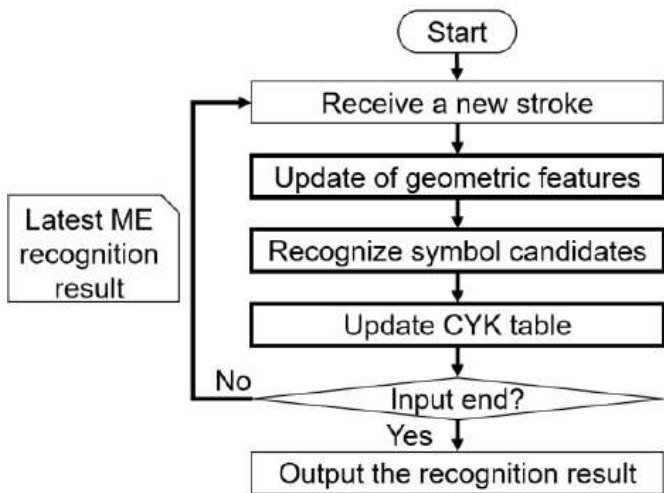 Start
Receive a new stroke
Update of geometric features
Latest ME
recognition
result
Recognize symbol candidates
Update CYK table
No
Input end?
Yes
Output the recognition result